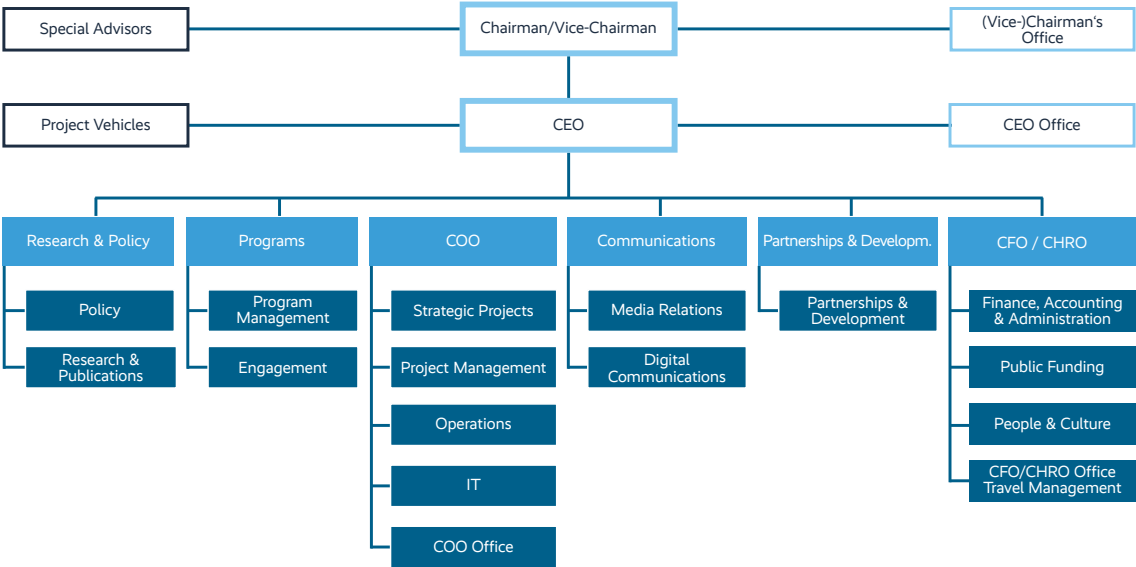 Special Advisors
Chairman/Vice-Chairman
(Vice-)Chairman‘s
Office
Project Vehicles
CEO
CEO Office
Research & Policy
Programs
COO
Communications
Partnerships & Developm.
CFO / CHRO
Policy
Research &
Publications
Program
Management
Engagement
Strategic Projects
Project Management
Operations
IT
COO Office
Media Relations
Digital
Communications
Partnerships &
Development
Finance, Accounting
& Administration
Public Funding
People & Culture
CFO/CHRO Office
Travel Management